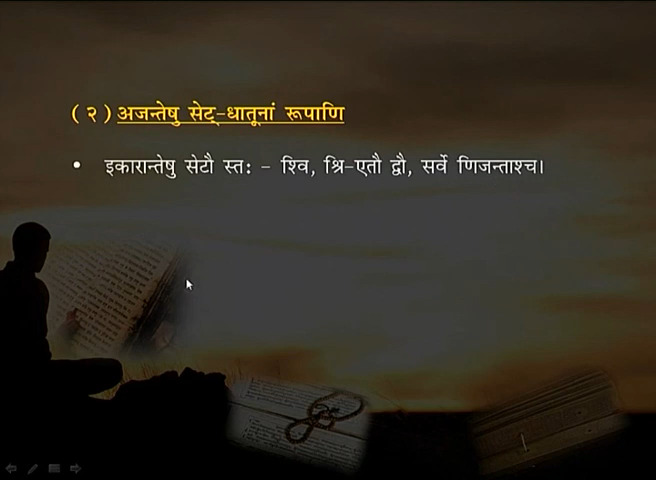 (२) अजन्तेषु सेट्-धातूनां रूपाणि
• इकारान्तेषु सेटौ स्त: - श्वि, श्रि-एतौ द्वौ, सर्वे णिजन्ताश्च।